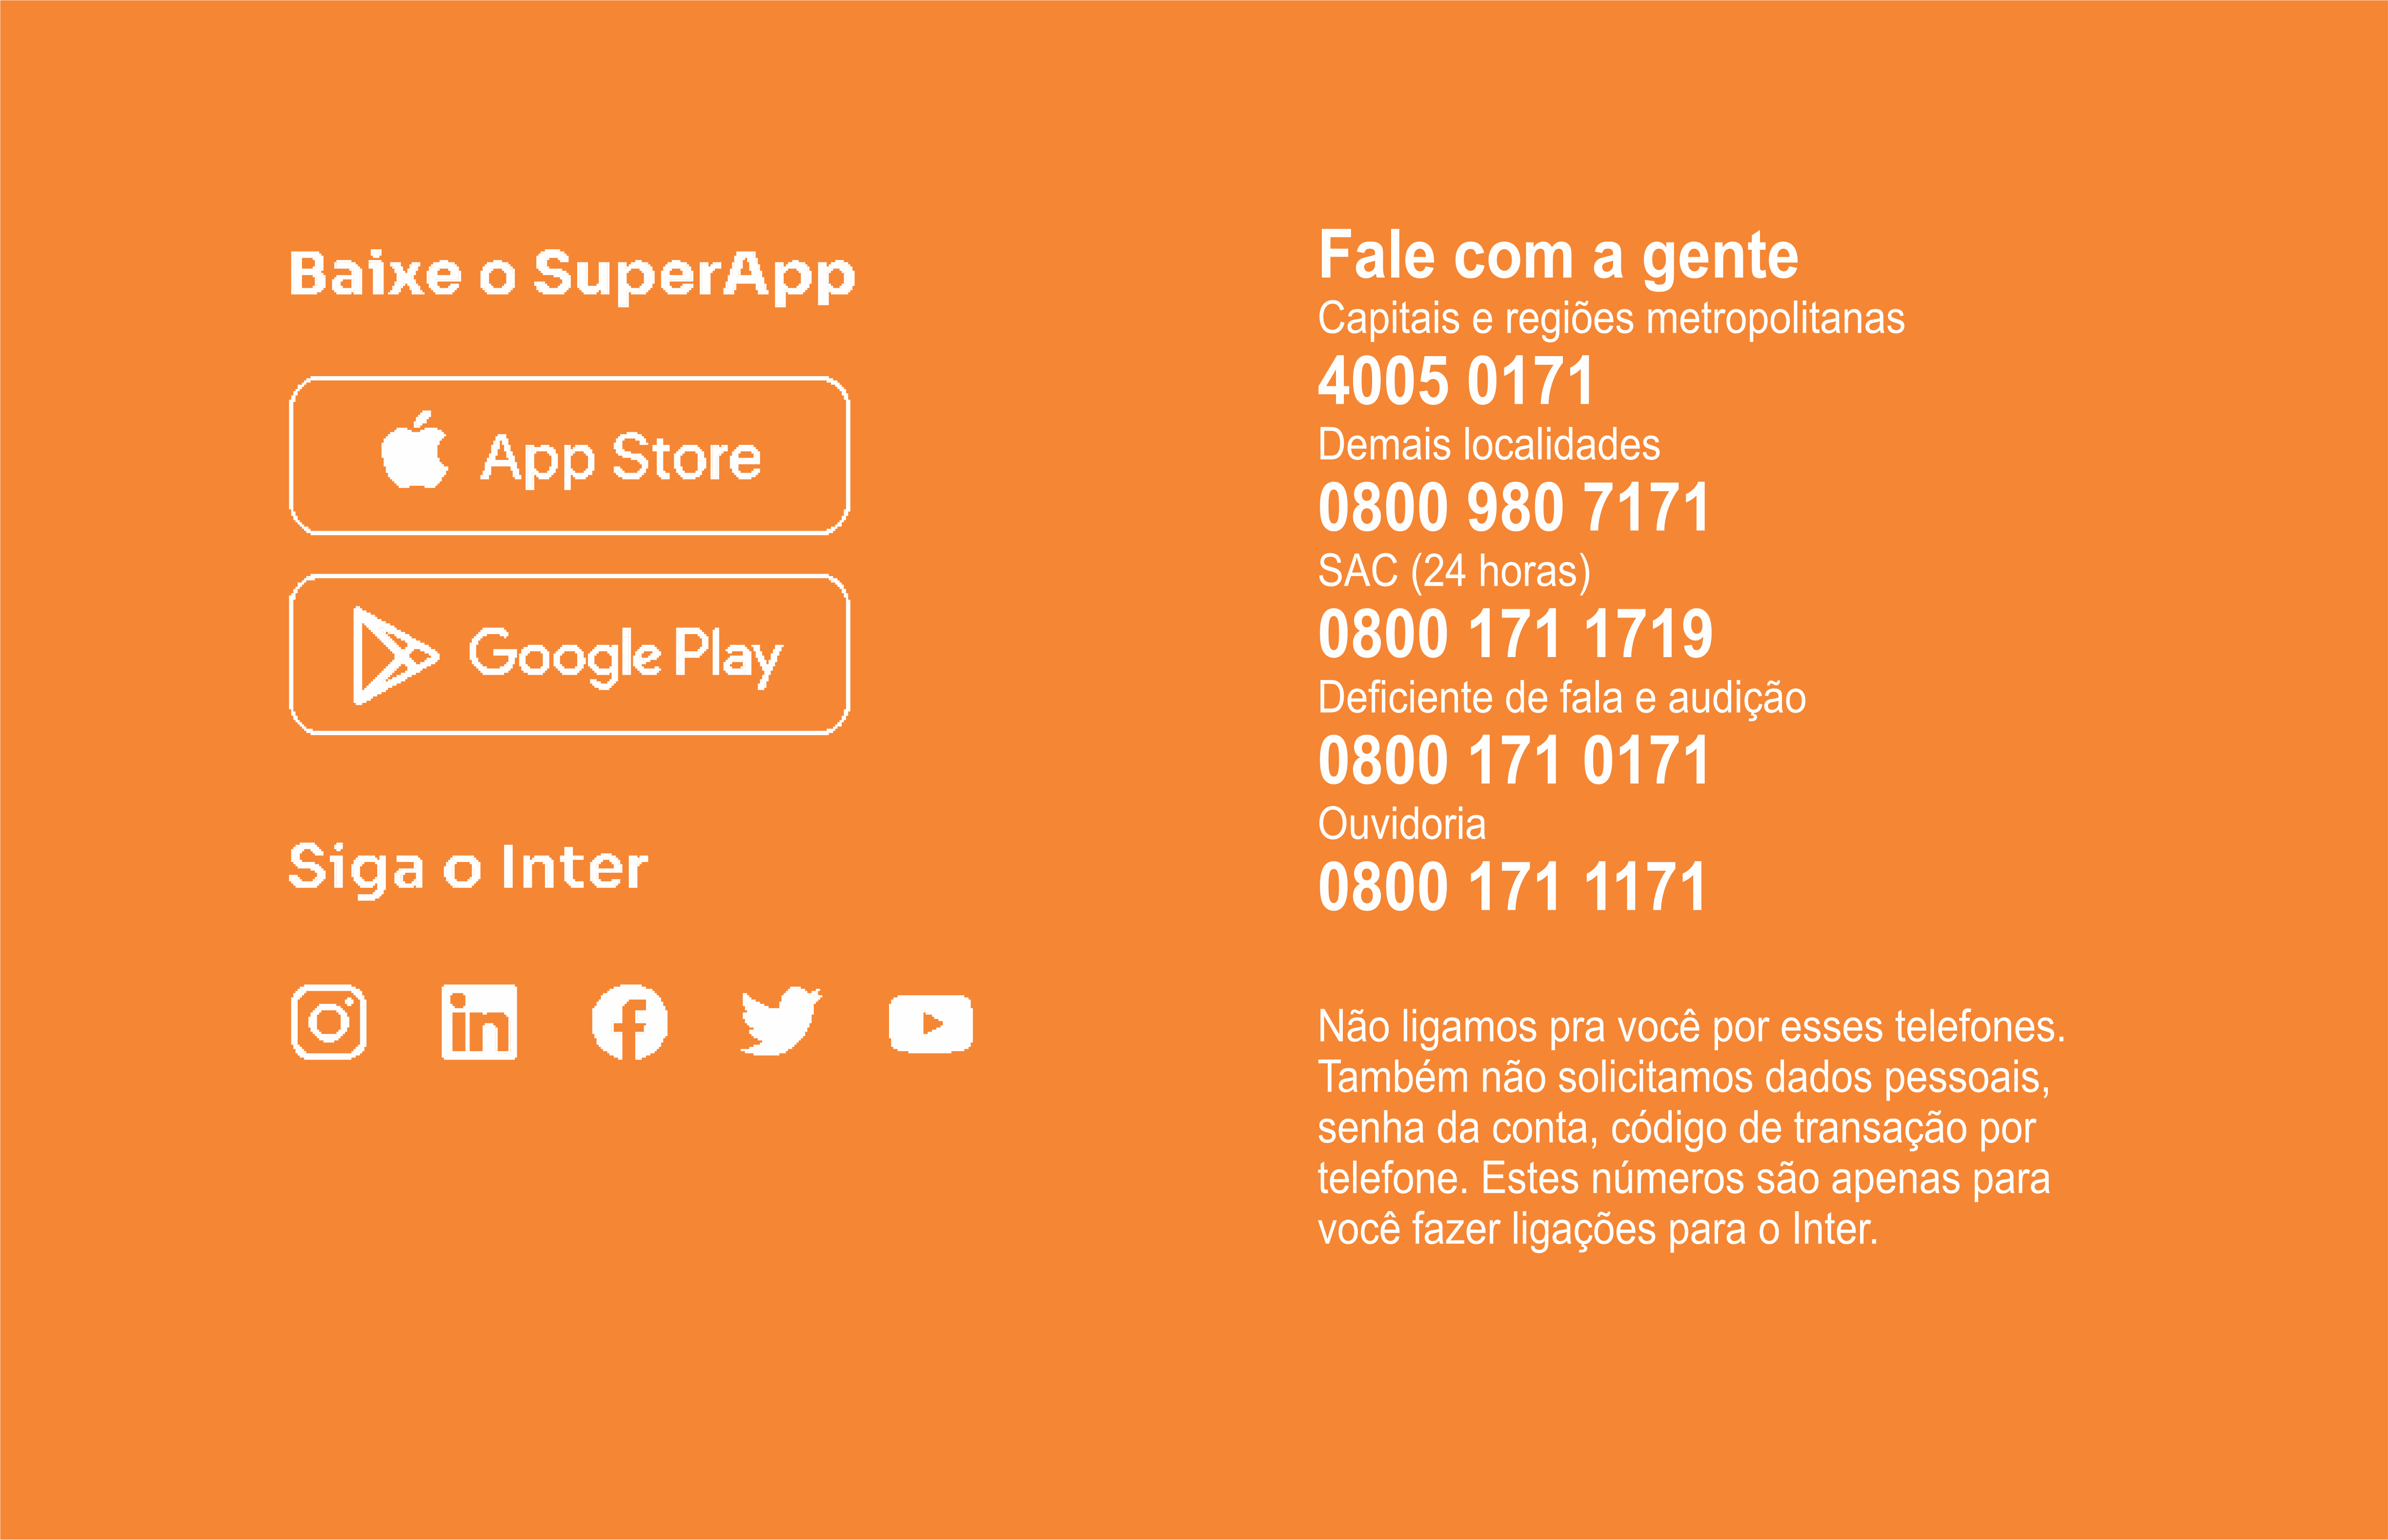 Baixe o SuperApp
App Store
Google Play
Siga o Inter
in
f
Fale com a gente
Capitais e regiões metropolitanas
4005 0171
Demais localidades
0800 980 7171
SAC (24 horas)
0800 171 1719
Deficiente de fala e audição
0800 171 0171
Ouvidoria
0800 171 1171
Não ligamos pra você por esses telefones.
Também não solicitamos dados pessoais,
senha da conta, código de transação por
telefone. Estes números são apenas para
você fazer ligações para o Inter.